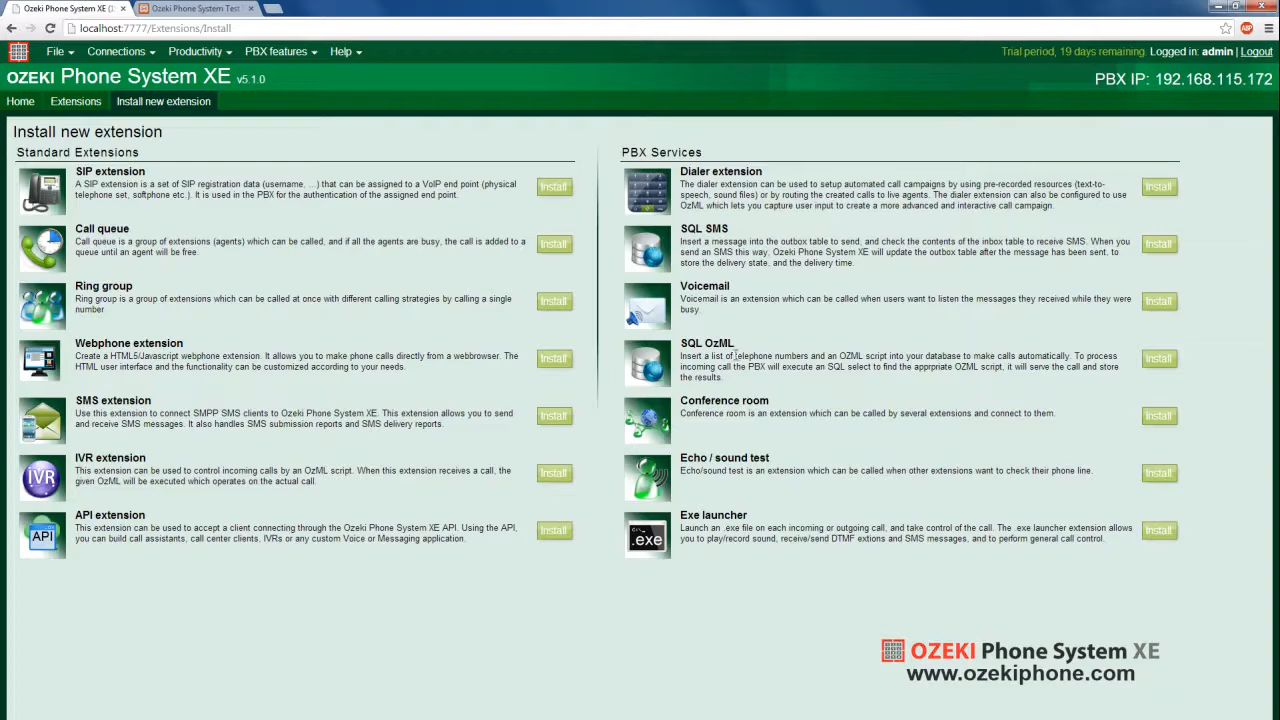 Ozeki Phone System XE (1
Ozeki Phone System Test
localhost:7777/Extensions/Install
File
Connections
Productivity
PBX features
Help
Trial period, 19 days remaining. Logged in: admin | Logout
OZEKI Phone System XE v5.1.0
PBX IP: 192.168.115.172
Home
Extensions
Install new extension
Install new extension
Standard Extensions
SIP extension
A SIP extension is a set of SIP registration data (username, ...) that can be assigned to a VoIP end point (physical
telephone set, softphone etc.). It is used in the PBX for the authentication of the assigned end point.
Install
Call queue
Call queue is a group of extensions (agents) which can be called, and if all the agents are busy, the call is added to a
queue until an agent will be free.
Install
Ring group
Ring group is a group of extensions which can be called at once with different calling strategies by calling a single
number
Install
Webphone extension
Create a HTML5/Javascript webphone extension. It allows you to make phone calls directly from a webbrowser. The
HTML user interface and the functionality can be customized according to your needs.
Install
SMS extension
Use this extension to connect SMPP SMS clients to Ozeki Phone System XE. This extension allows you to send
and receive SMS messages. It also handles SMS submission reports and SMS delivery reports.
Install
IVR
IVR extension
This extension can be used to control incoming calls by an OzML script. When this extension receives a call, the
given OzML will be executed which operates on the actual call.
Install
API
API extension
This extension can be used to accept a client connecting through the Ozeki Phone System XE API. Using the API,
you can build call assistants, call center clients, IVRs or any custom Voice or Messaging application.
Install
PBX Services
Dialer extension
The dialer extension can be used to setup automated call campaigns by using pre-recorded resources (text-to-
speech, sound files) or by routing the created calls to live agents. The dialer extension can also be configured to use
OzML which lets you capture user input to create a more advanced and interactive call campaign.
Install
SQL SMS
Insert a message into the outbox table to send, and check the contents of the inbox table to receive SMS. When you
send an SMS this way, Ozeki Phone System XE will update the outbox table after the message has been sent, to
store the delivery state, and the delivery time.
Install
Voicemail
Voicemail is an extension which can be called when users want to listen the messages they received while they were
busy.
Install
SQL OzML
Insert a list of telephone numbers and an OZML script into your database to make calls automatically. To process
incoming call the PBX will execute an SQL select to find the apprpriate OZML script, it will serve the call and store
the results.
Install
Conference room
Conference room is an extension which can be called by several extensions and connect to them.
Install
Echo / sound test
Echo/sound test is an extension which can be called when other extensions want to check their phone line.
Install
.exe
Exe launcher
Launch an .exe file on each incoming or outgoing call, and take control of the call. The .exe launcher extension allows
you to play/record sound, receive/send DTMF extions and SMS messages, and to perform general call control.
Install
OZEKI Phone System XE
www.ozekiphone.com